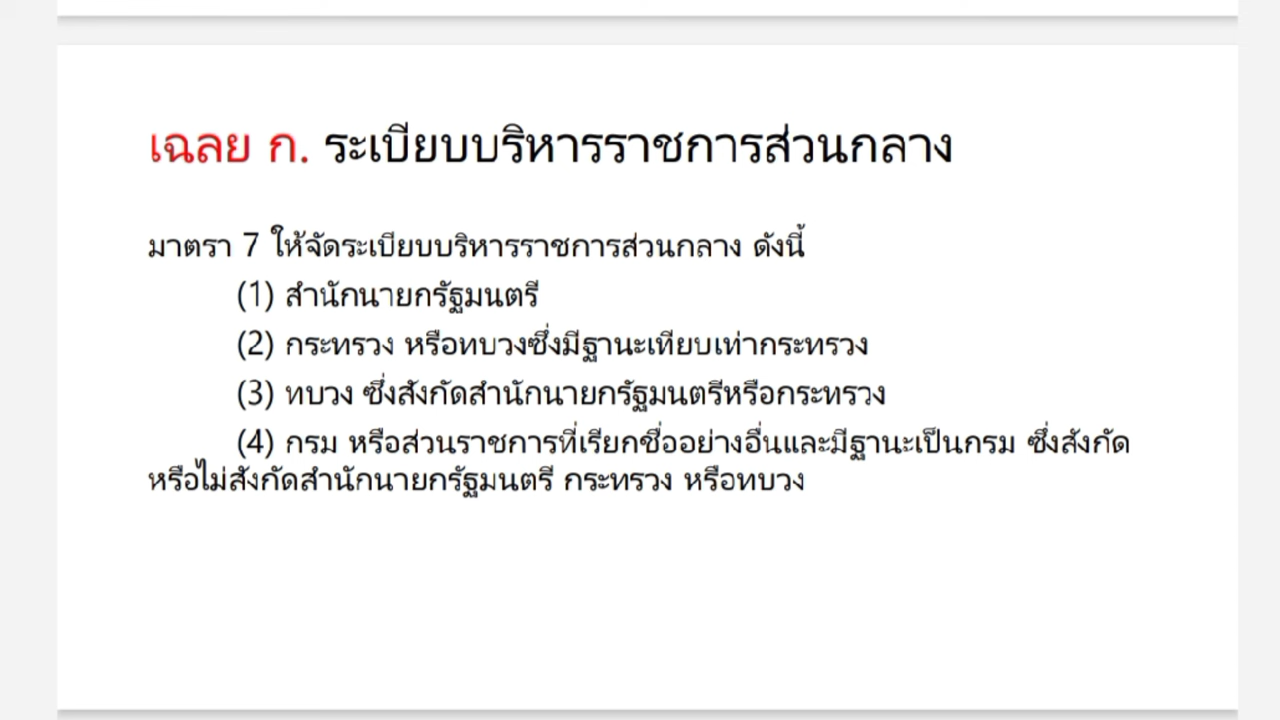 เฉลย ก. ระเบียบบริหารราชการส่วนกลาง
มาตรา 7 ให้จัดระเบียบบริหารราชการส่วนกลาง ดังนี้
(1) สำนักนายกรัฐมนตรี
(2) กระทรวง หรือทบวงซึ่งมีฐานะเทียบเท่ากระทรวง
(3) ทบวง ซึ่งสังกัดสำนักนายกรัฐมนตรีหรือกระทรวง
(4) กรม หรือส่วนราชการที่เรียกชื่ออย่างอื่นและมีฐานะเป็นกรม ซึ่งสังกัด
หรือไม่สังกัดสำนักนายกรัฐมนตรี กระทรวง หรือทบวง